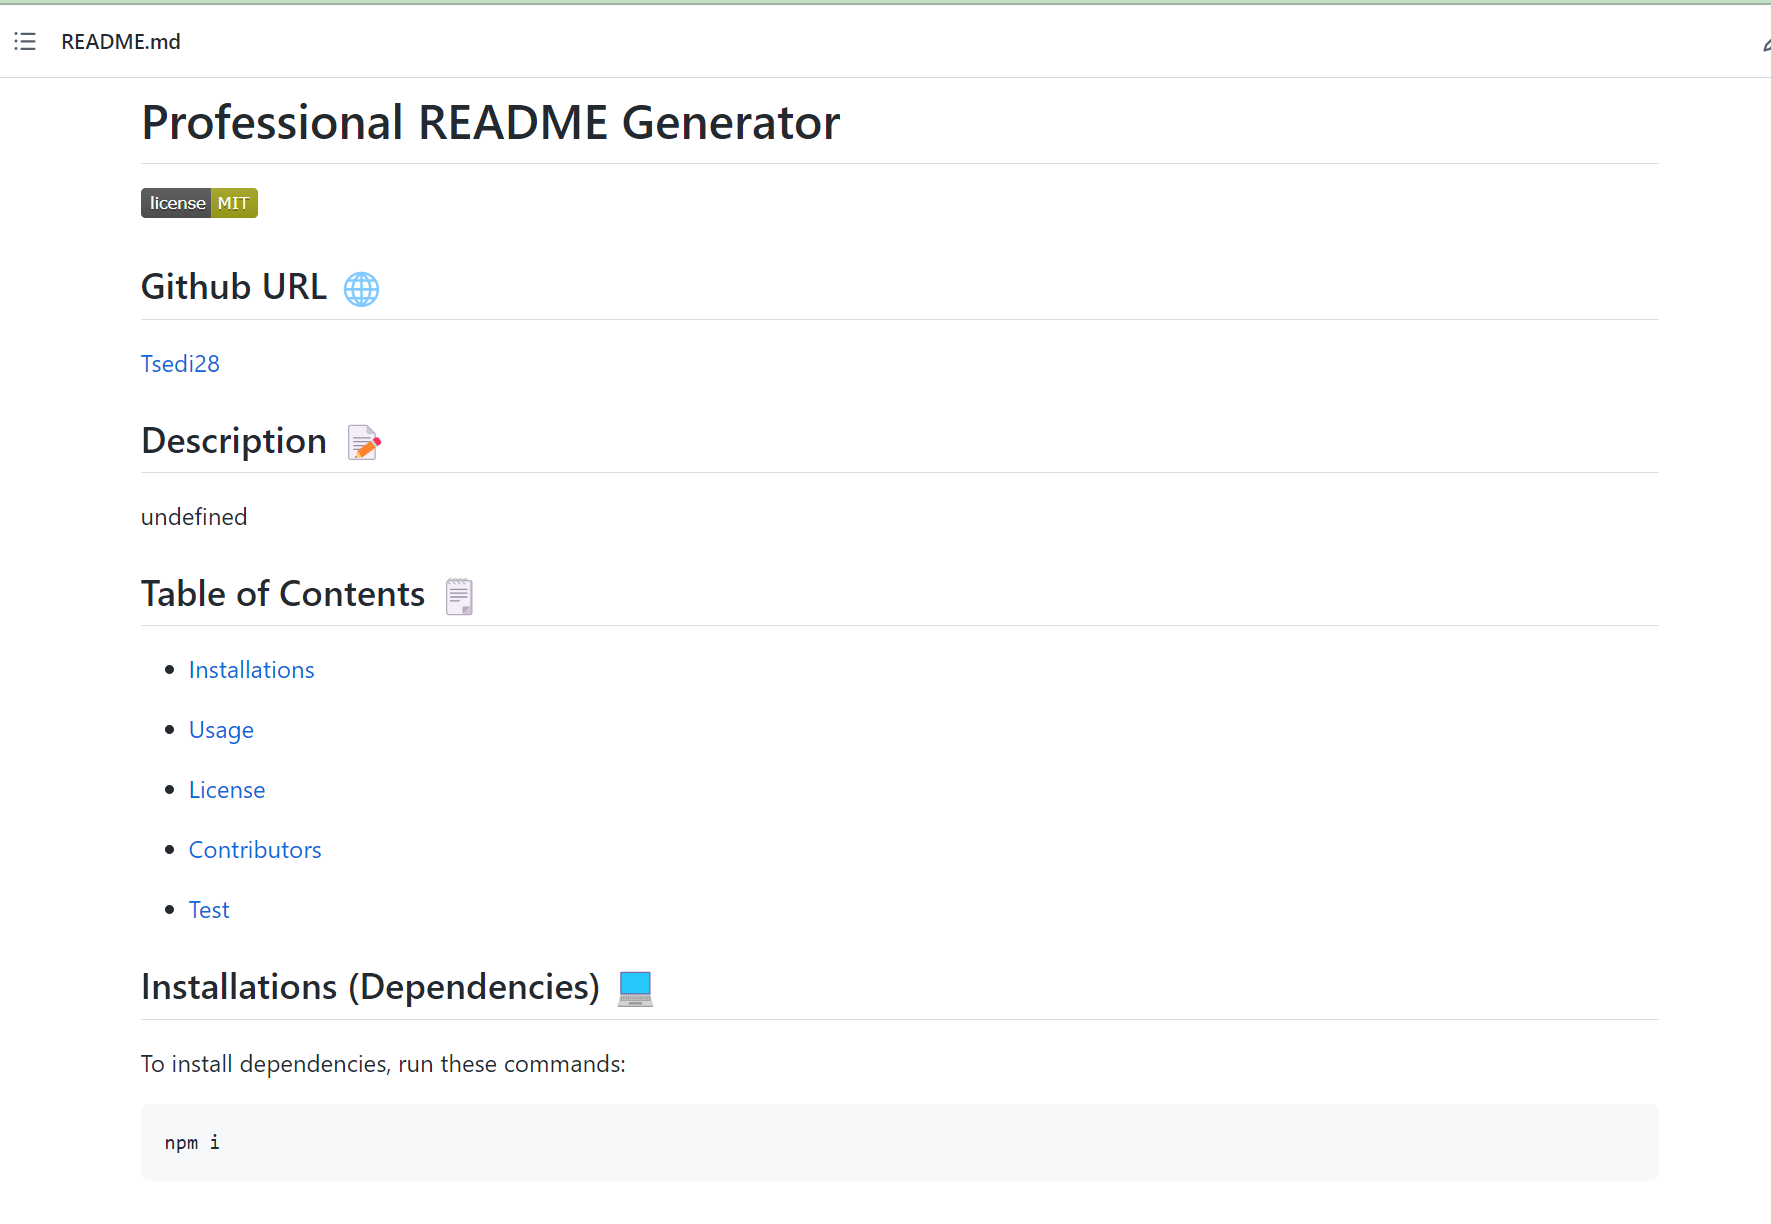 README.md
Professional README Generator
license MIT
Github URL
Tsedi28
Description
undefined
Table of Contents
Installations
Usage
License
Contributors
Test
Installations (Dependencies)
To install dependencies, run these commands:
npm i